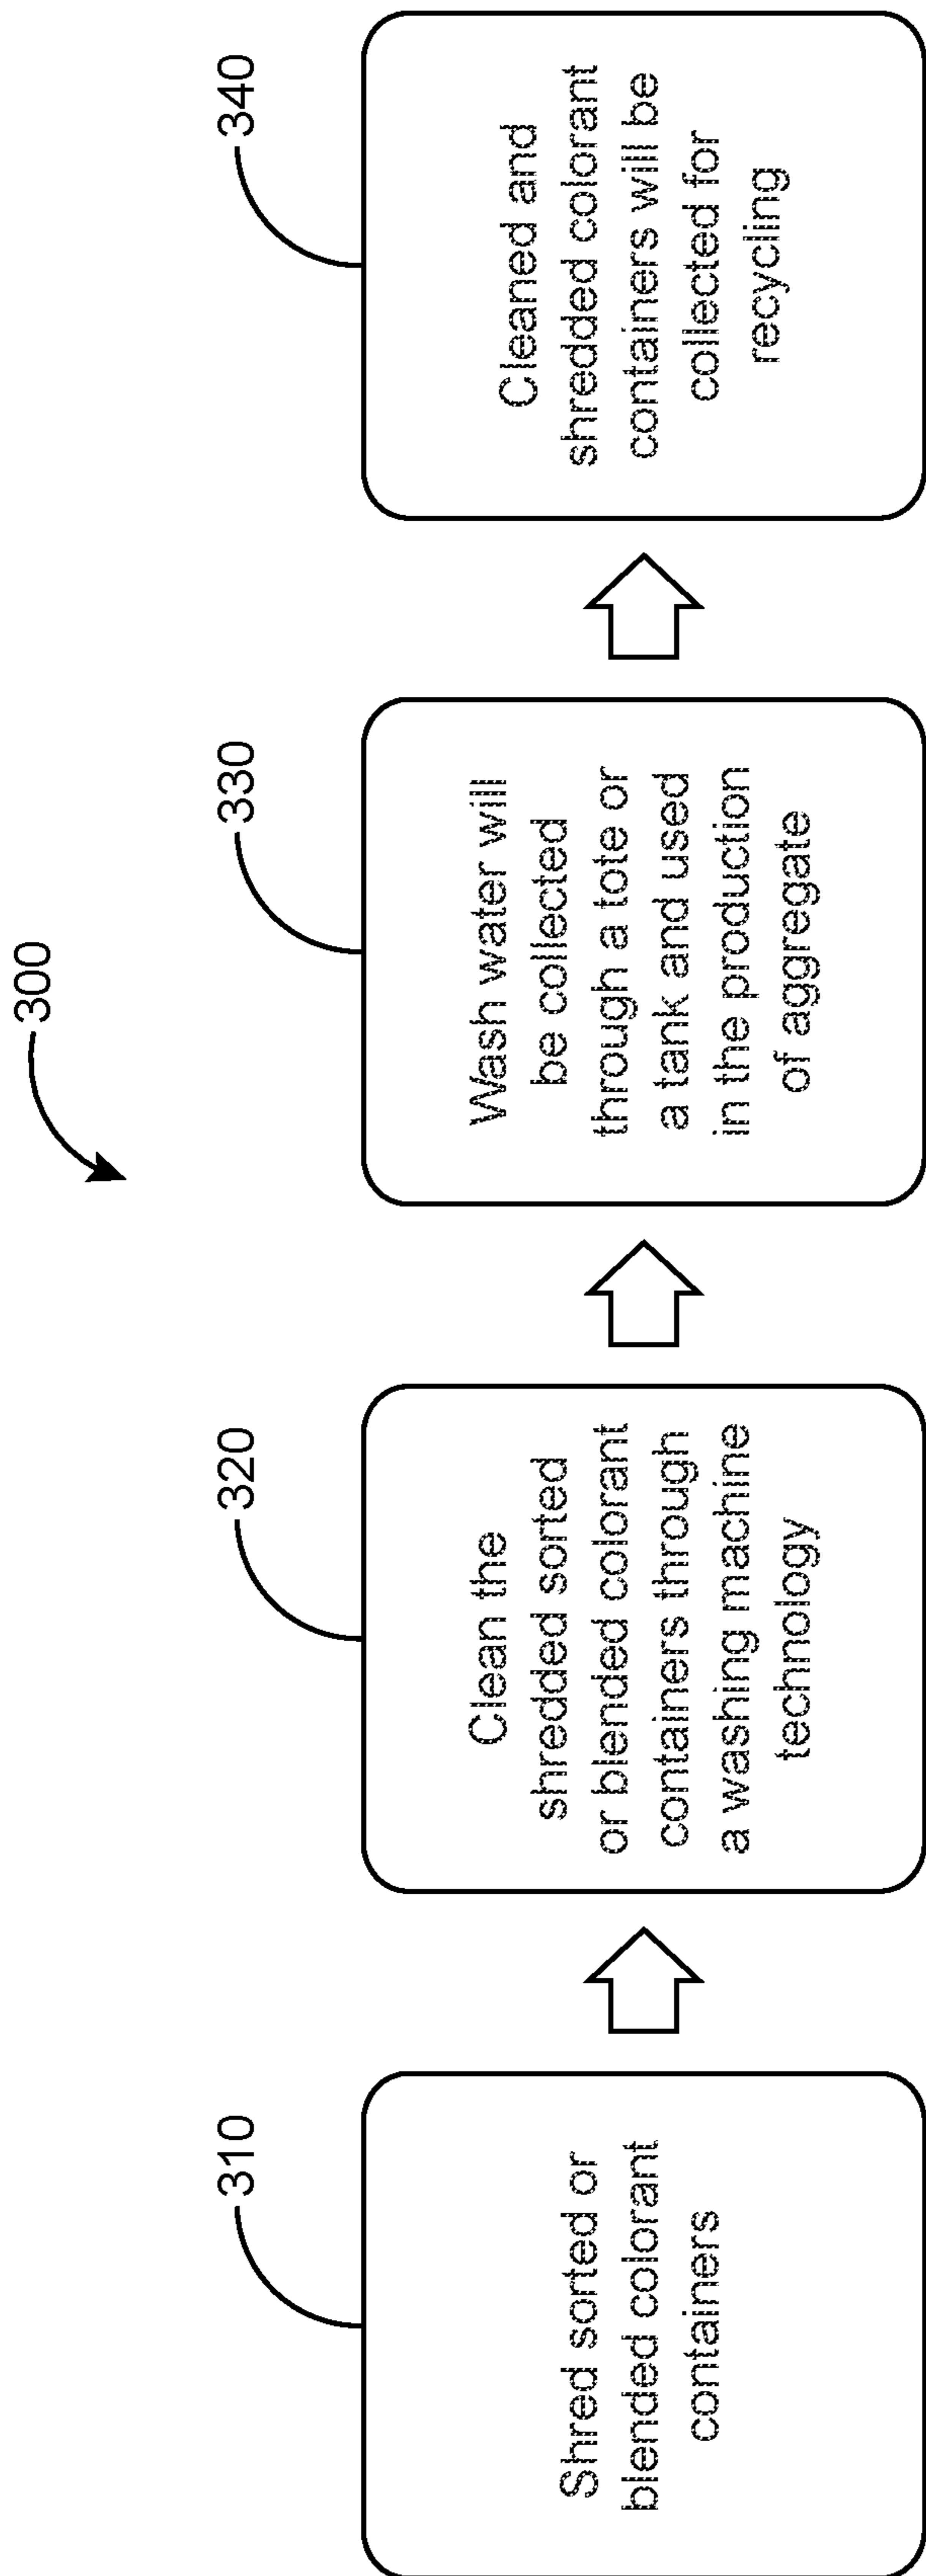 300
310
Shred sorted or
blended colorant
containers
320
Clean the
shredded sorted
or blended colorant
containers through
a washing machine
technology
330
Wash water will
be collected
through a tote or
a tank and used
in the production
of aggregate
340
Cleaned and
shredded colorant
containers will be
collected for
recycling